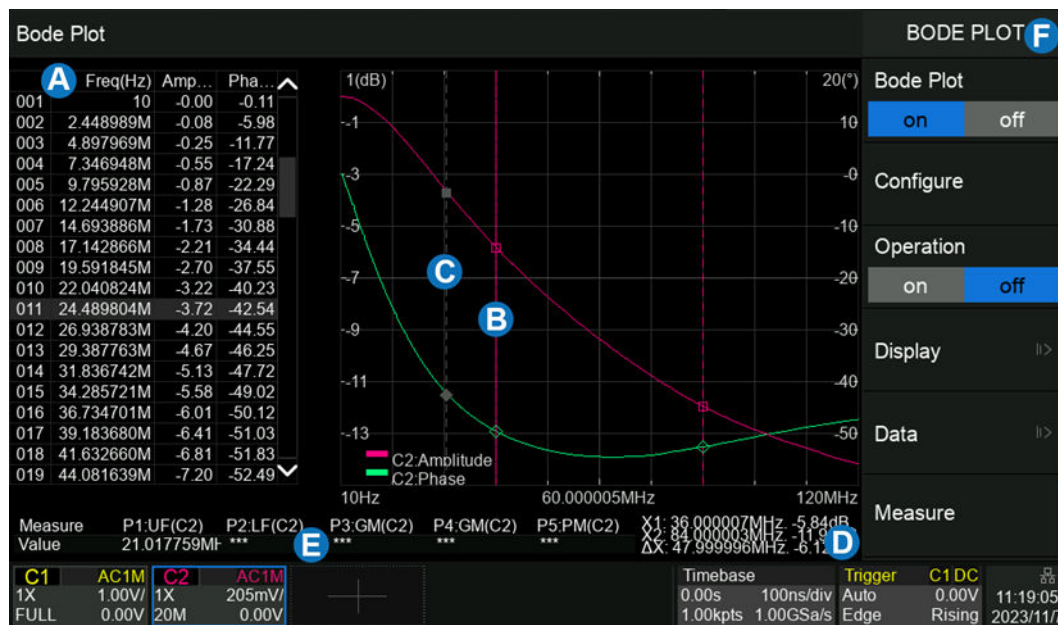 Bode Plot
BODE PLOT F
A Freq(Hz) Amp... Pha...
001 10 -0.00 -0.11
002 2.448989M -0.08 -5.98
003 4.897969M -0.25 -11.77
004 7.346948M -0.55 -17.24
005 9.795928M -0.87 -22.29
006 12.244907M -1.28 -26.84
007 14.693886M -1.73 -30.88
008 17.142866M -2.21 -34.44
009 19.591845M -2.70 -37.55
010 22.040824M -3.22 -40.23
011 24.489804M -3.72 -42.54
012 26.938783M -4.20 -44.55
013 29.387763M -4.67 -46.25
014 31.836742M -5.13 -47.72
015 34.285721M -5.58 -49.02
016 36.734701M -6.01 -50.12
017 39.183680M -6.41 -51.03
018 41.632660M -6.81 -51.83
019 44.081639M -7.20 -52.49
1(dB) 20(°)
-1 10
-3 -0
-5 -10
-7 -20
-9 -30
-11 -40
-13 -50
C
B
C2:Amplitude
C2:Phase
10Hz 60.000005MHz 120MHz
Bode Plot
on off
Configure
Operation
on off
Display
Data
Measure
Measure P1:UF(C2) P2:LF(C2) P3:GM(C2) P4:GM(C2) P5:PM(C2)
Value 21.017759MH *** *** *** ***
E
X1: 36.000007MHz. -5.84dB
X2: 84.000003MHz. -11.9
ΔX: 47.999996MHz. -6.12
D
C1 AC1M
1X 1.00V/
FULL 0.00V
C2 AC1M
1X 205mV/
20M 0.00V
Timebase
0.00s 100ns/div
1.00kpts 1.00GSa/s
Trigger C1 DC
Auto 0.00V
Edge Rising
11:19:05
2023/11/